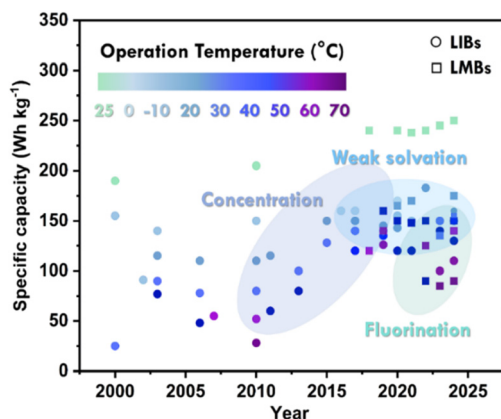 350
300
250
200
150
100
50
0
Specific capacity (Wh kg⁻¹)
Operation Temperature (°C)
25 0 -10 20 30 40 50 60 70
LIBs
LMBs
Weak solvation
Concentration
Fluorination
2000 2005 2010 2015 2020 2025
Year